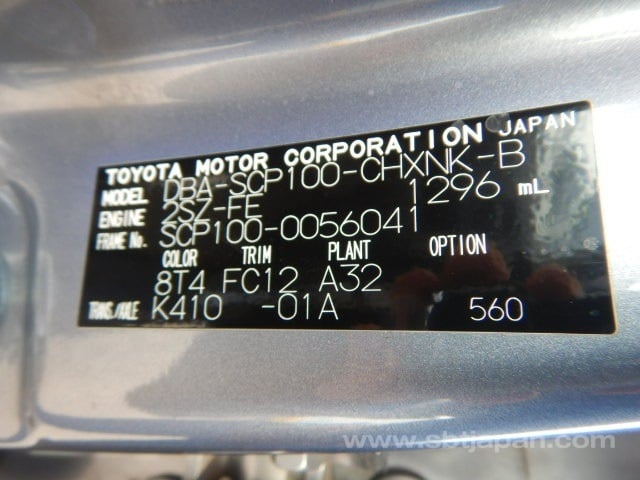 TOYOTA MOTOR CORPORATION JAPAN
MODEL DBA-SCP100-CHXNK-B
ENGINE 2SZ-FE 1296 mL
FRAME No. SCP100-0056041
COLOR TRIM PLANT OPTION
8T4 FC12 A32
TRANS./AXLE K410 -01A 560
www.sbtjapan.com